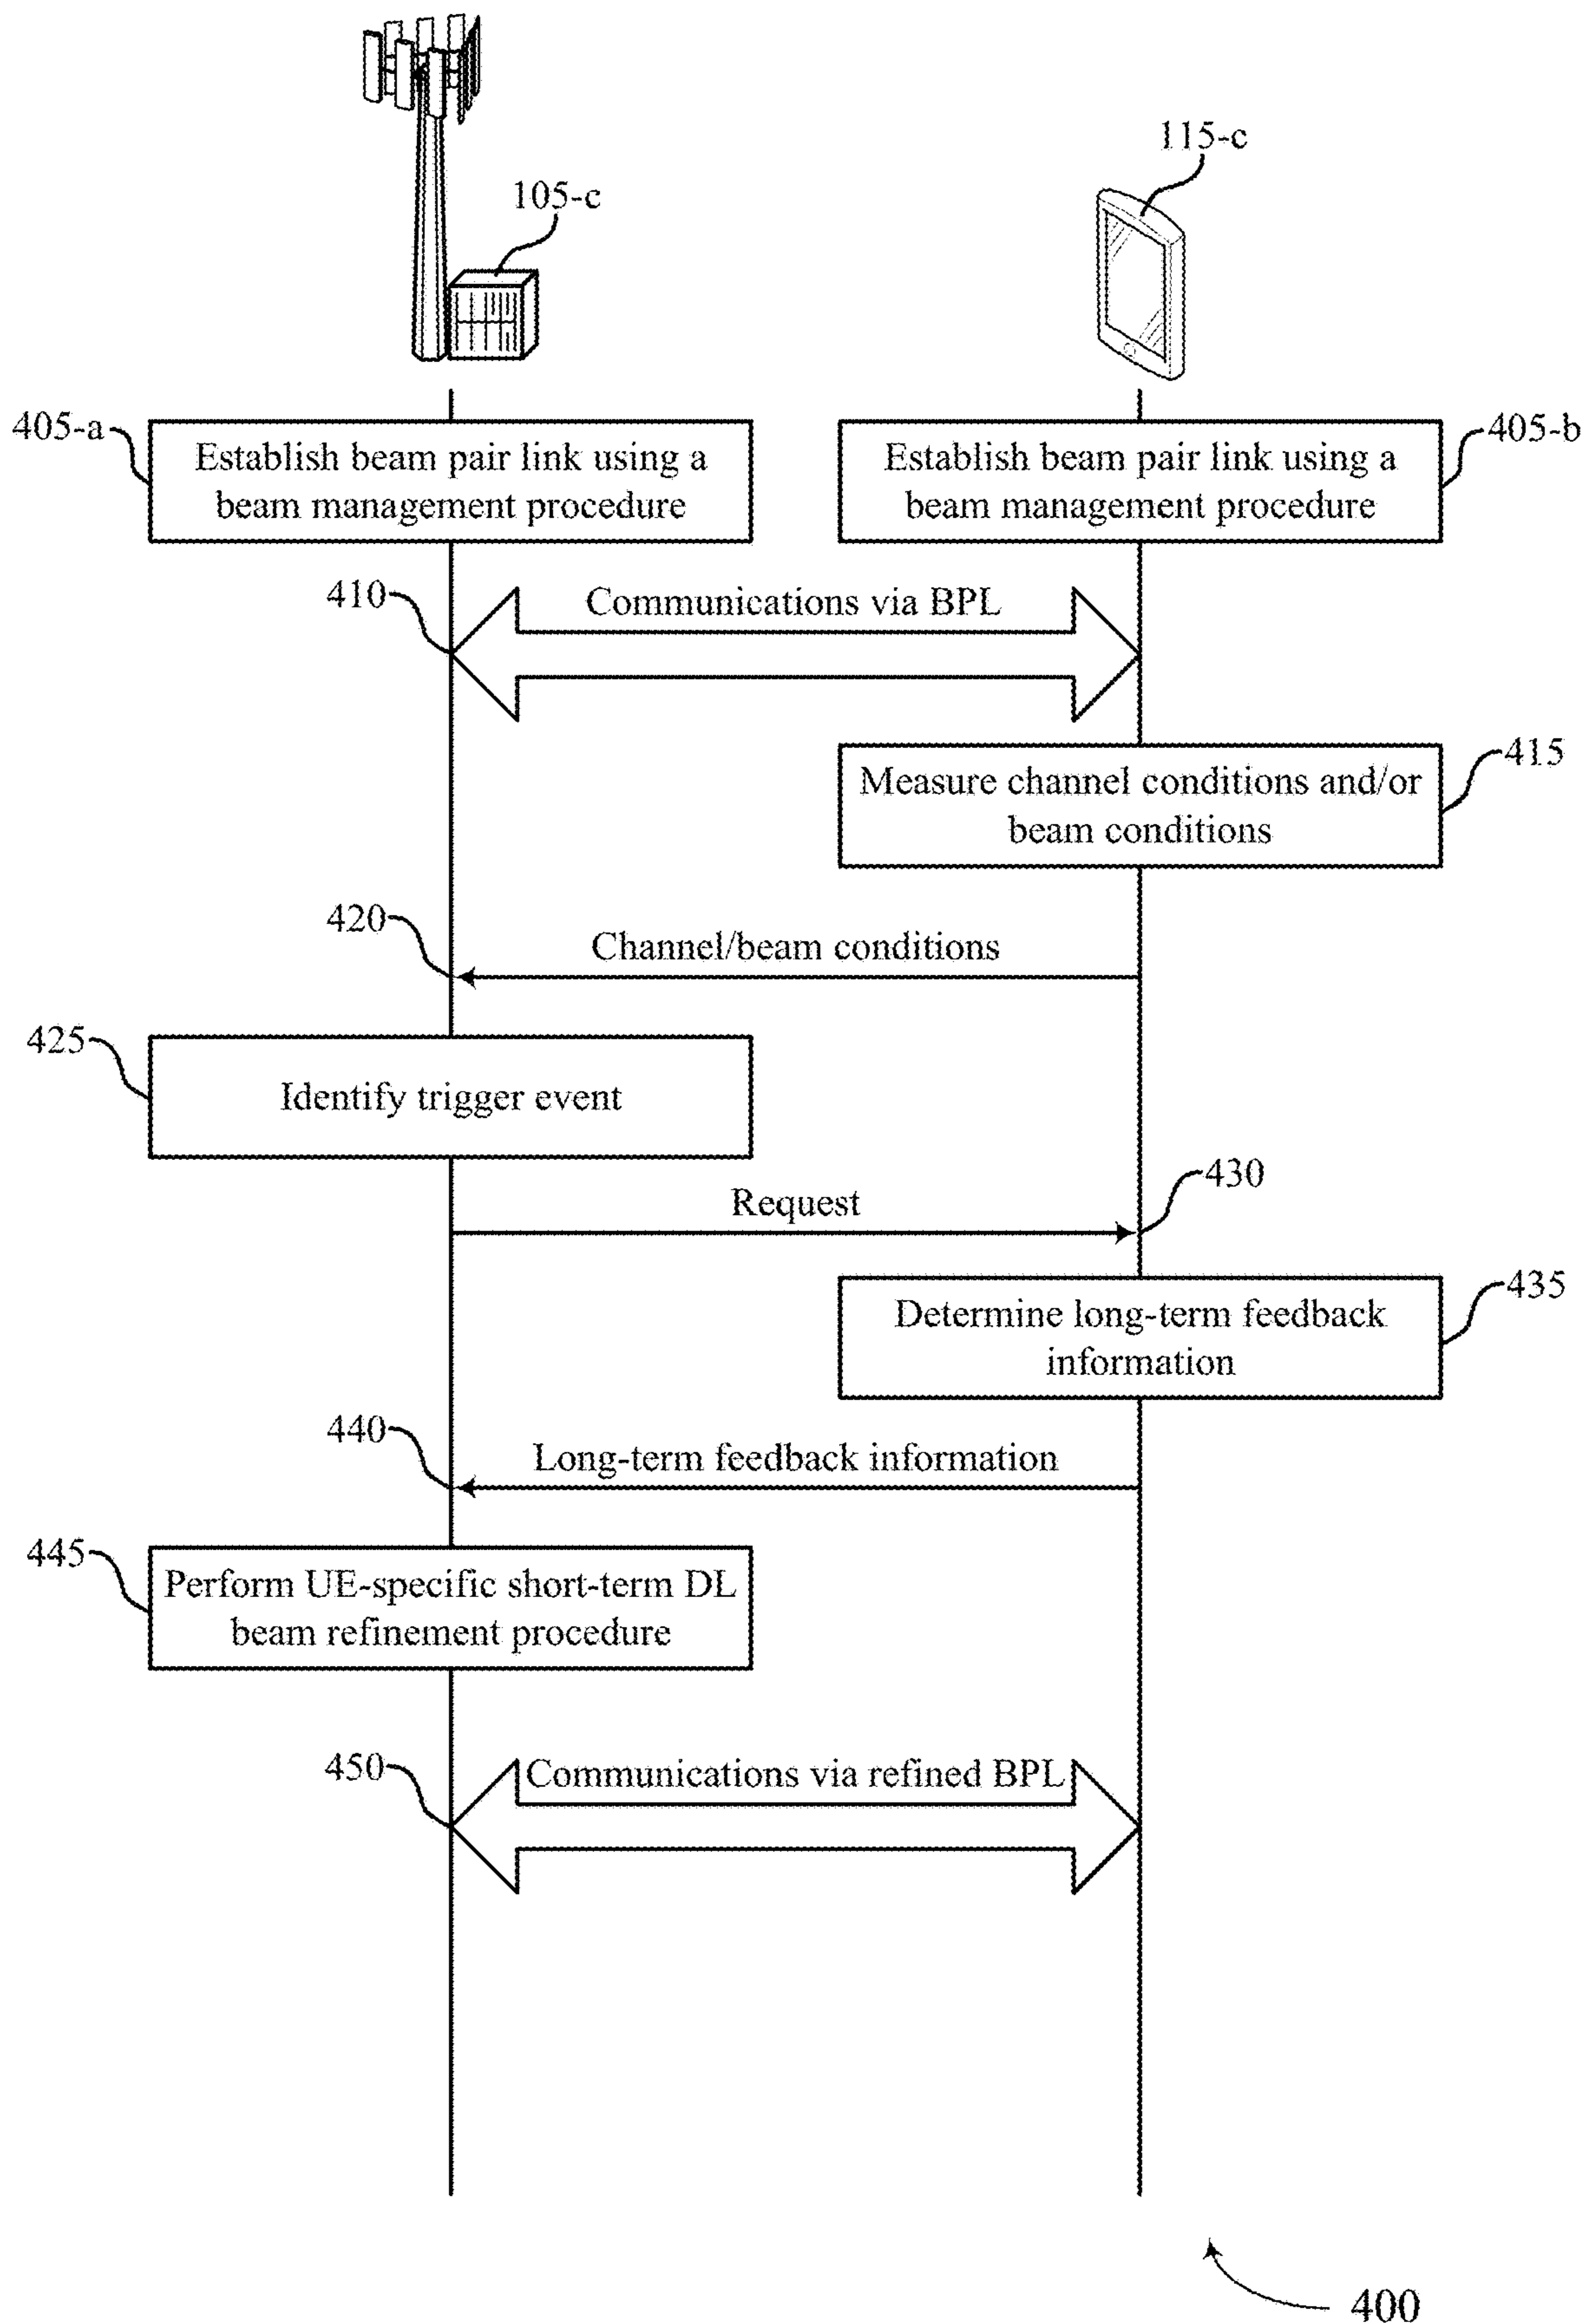 115-c
105-c
405-a
Establish beam pair link using a
beam management procedure
Establish beam pair link using a
beam management procedure
405-b
410
Communications via BPL
415
Measure channel conditions and/or
beam conditions
420
Channel/beam conditions
425
Identify trigger event
430
Request
435
Determine long-term feedback
information
440
Long-term feedback information
445
Perform UE-specific short-term DL
beam refinement procedure
450
Communications via refined BPL
400